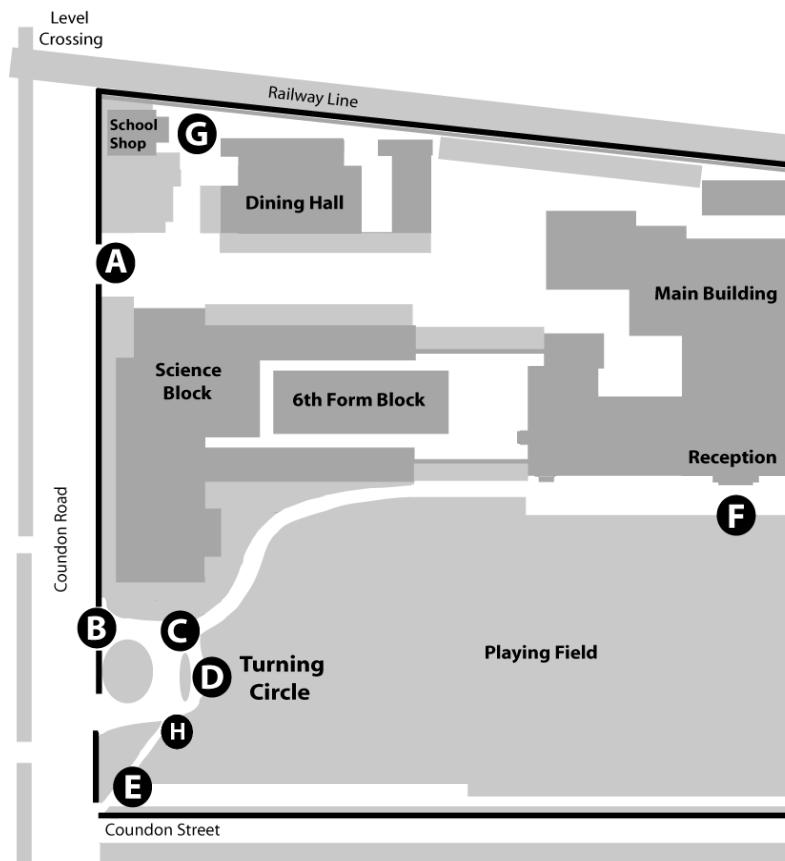 Level
Crossing
Railway Line
School
Shop
G
Dining Hall
A
Main Building
Science
Block
6th Form Block
Reception
F
Coundon Road
B
C
D
Turning
Circle
Playing Field
H
E
Coundon Street